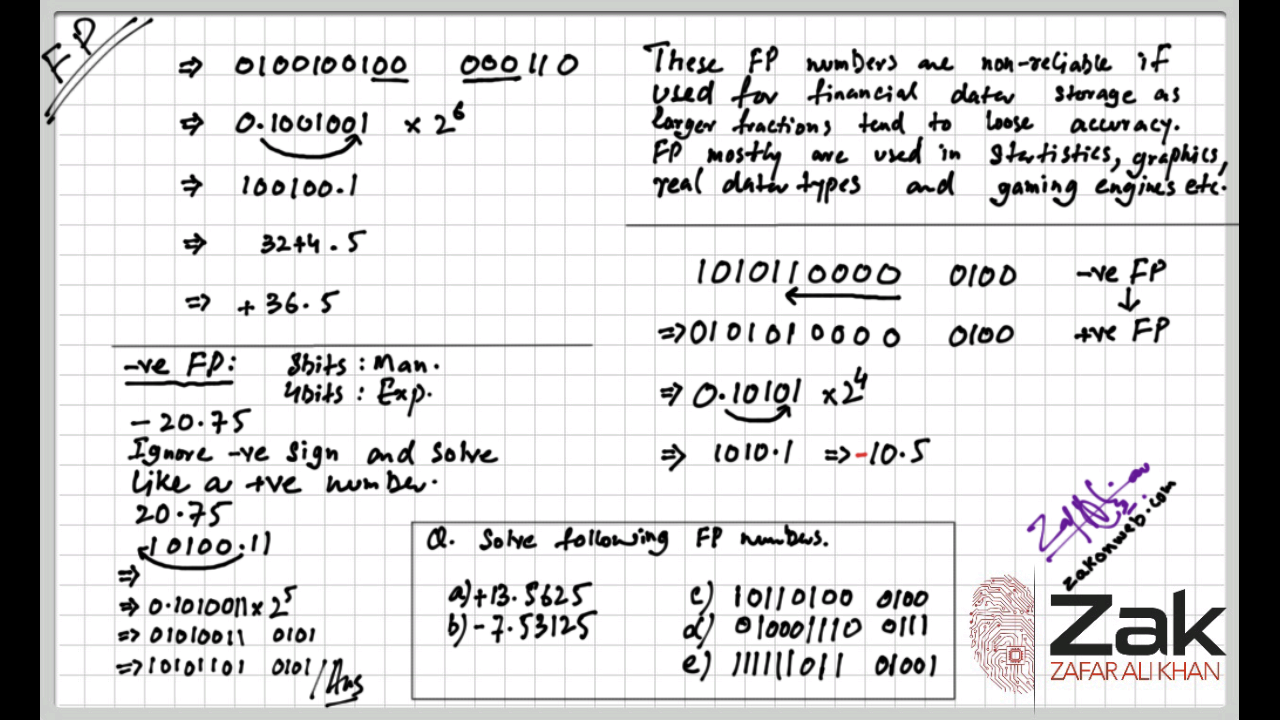 FP
⇒ 0100100100 000110
⇒ 0.1001001 × 2^6
⇒ 100100.1
⇒ 32+4.5
⇒ +36.5
-ve FP: 8bits : Man.
4bits : Exp.
-20.75
Ignore -ve sign and solve
like a +ve number.
20.75
10100.11
⇒
⇒ 0.1010011 × 2^5
⇒ 01010011 0101
⇒ 10101101 0101 / Ans
These FP numbers are non-reliable if
used for financial data storage as
larger fractions tend to loose accuracy.
FP mostly are used in statistics, graphics,
real data types and gaming engines etc.
1010110000 0100 -ve FP
⇒ 0101010000 0100 +ve FP
⇒ 0.10101 × 2^4
⇒ 1010.1 ⇒ -10.5
Q. Solve following FP numbers.
a) +13.5625
b) -7.53125
c) 10110100 0100
d) 010001110 0111
e) 111111011 01001
zakonweb.com
Zak
ZAFAR ALI KHAN